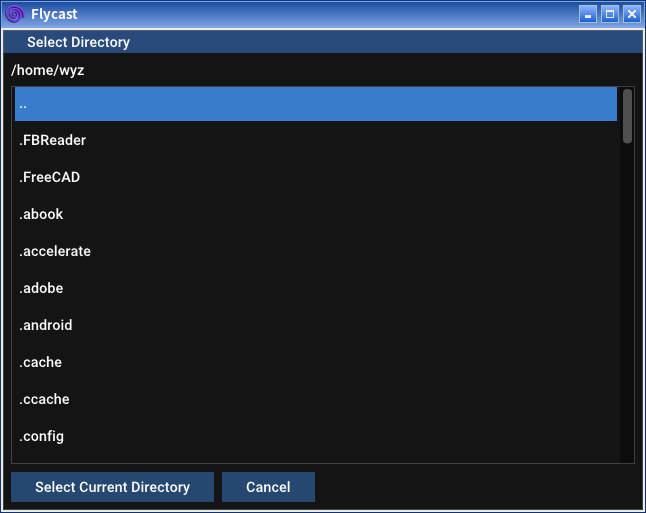 Flycast
Select Directory
/home/wyz
..
.FBReader
.FreeCAD
.abook
.accelerate
.adobe
.android
.cache
.ccache
.config
Select Current Directory
Cancel